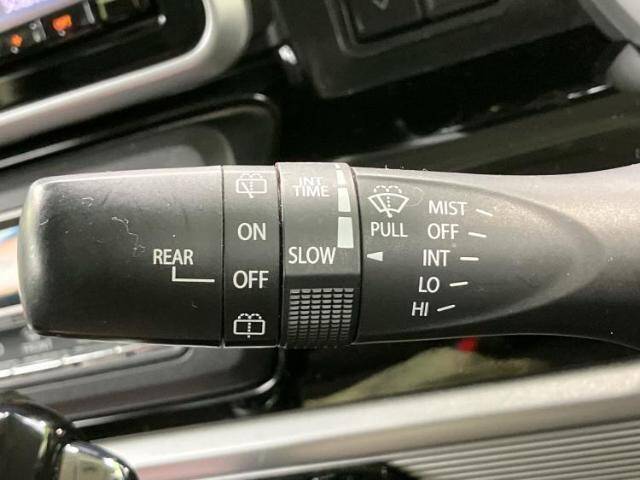 REAR
ON
OFF
INT
TIME
SLOW
PULL
MIST
OFF
INT
LO
HI